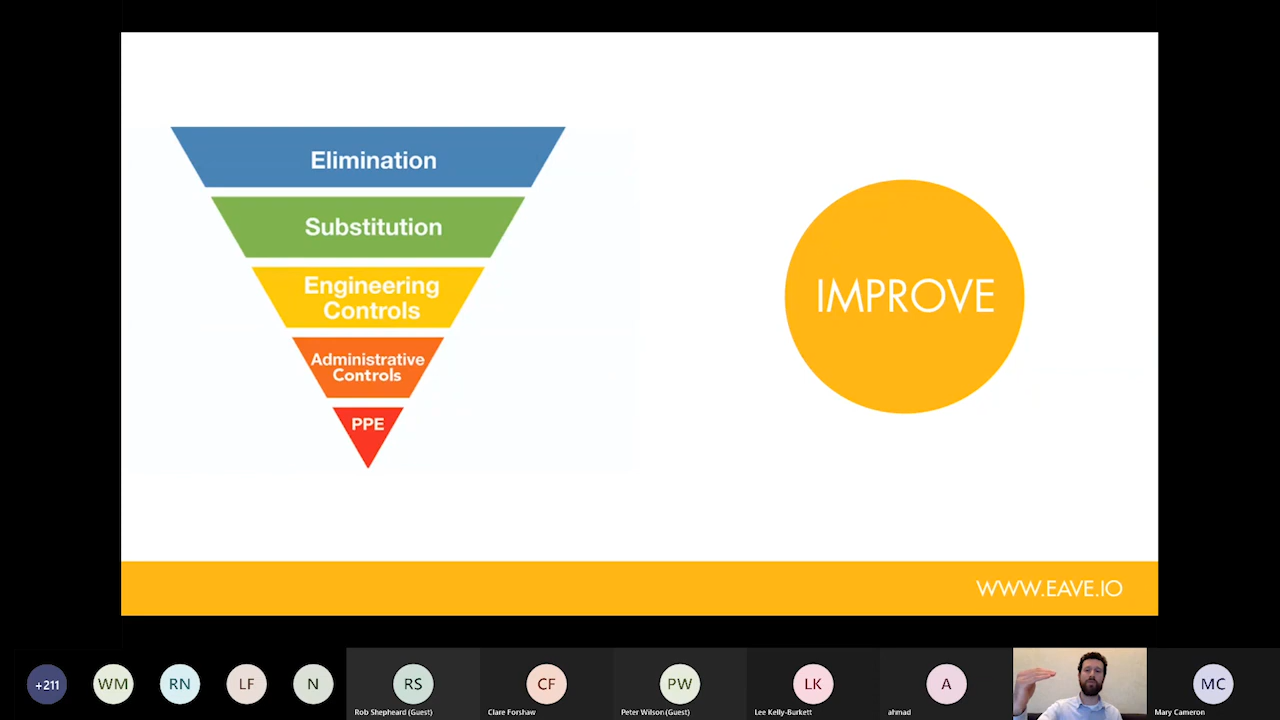 Elimination
Substitution
Engineering
Controls
Administrative
Controls
PPE
IMPROVE
WWW.EAVE.IO
+211
WM
RN
LF
N
RS
Rob Shepheard (Guest)
CF
Clare Forshaw
PW
Peter Wilson (Guest)
LK
Lee Kelly-Burkett
A
ahmad
MC
Mary Cameron